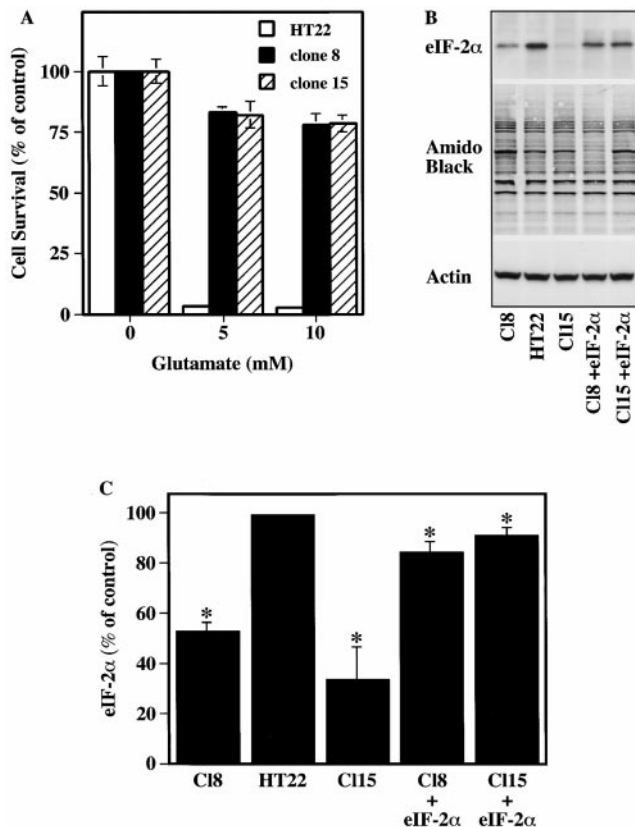 A
HT22
clone 8
clone 15
Cell Survival (% of control)
100
75
50
25
0
0 5 10
Glutamate (mM)
B
eIF-2α
Amido
Black
Actin
Cl8
HT22
Cl15
Cl8 +eIF-2α
Cl15 +eIF-2α
C
eIF-2α (% of control)
100
80
60
40
20
0
* * * *
Cl8 HT22 Cl15 Cl8 Cl15
+ +
eIF-2α eIF-2α